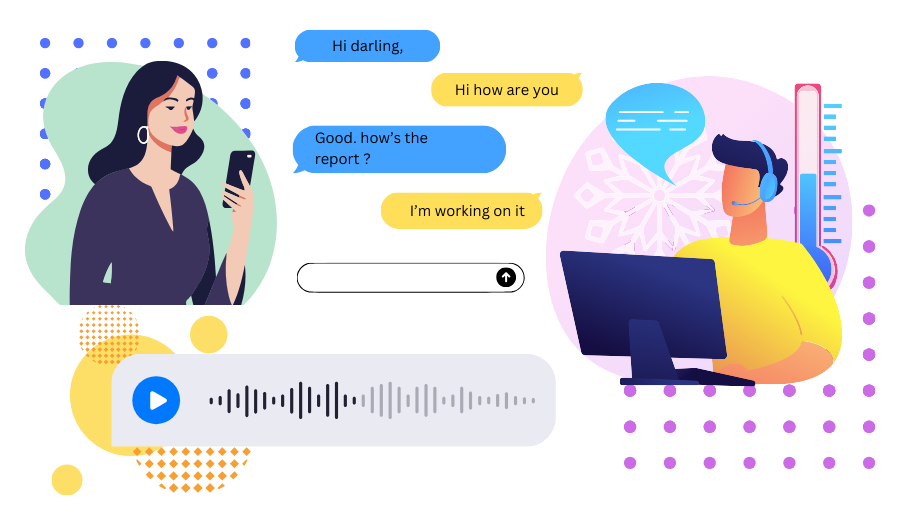 Hi darling,
Hi how are you
Good. how's the
report ?
I'm working on it